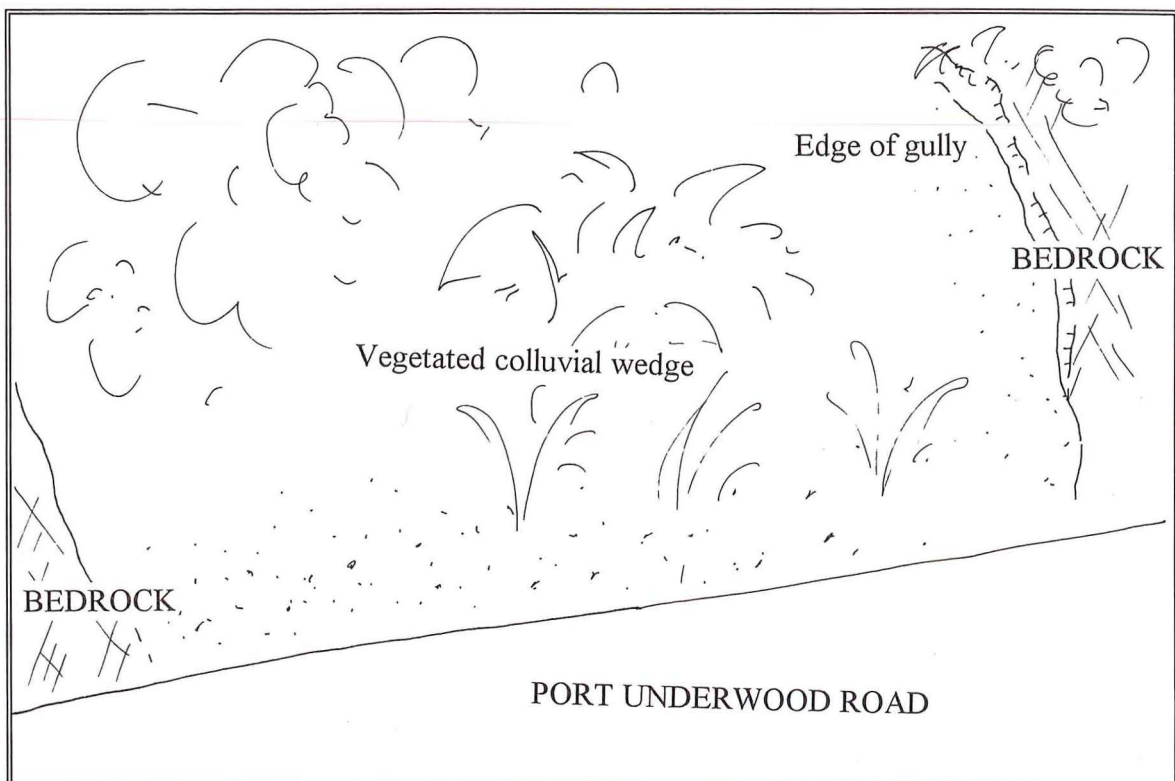 Edge of gully
BEDROCK
Vegetated colluvial wedge
BEDROCK
PORT UNDERWOOD ROAD